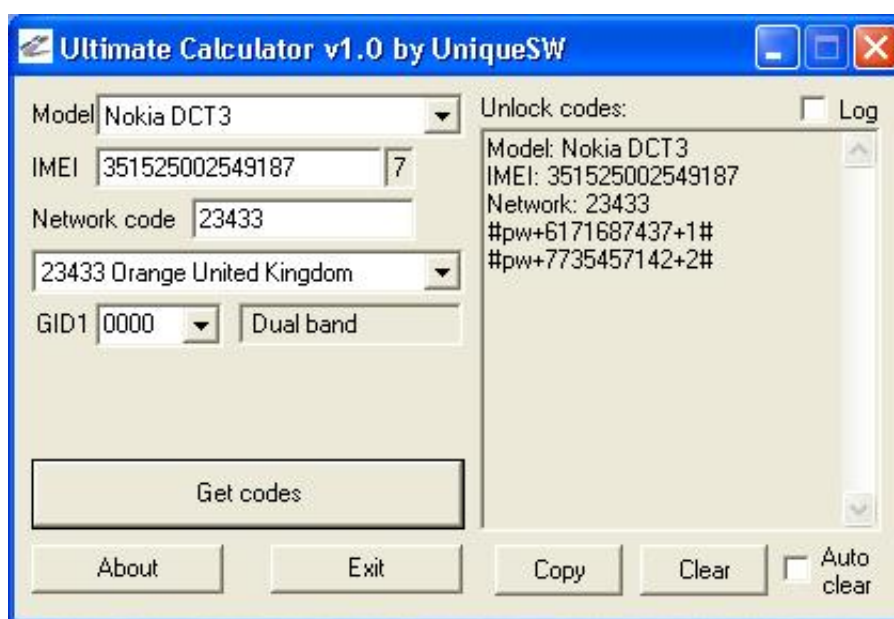 Ultimate Calculator v1.0 by UniqueSW
Model Nokia DCT3
IMEI 351525002549187 7
Network code 23433
23433 Orange United Kingdom
GID1 0000 Dual band
Get codes
About Exit
Unlock codes: Log
Model: Nokia DCT3
IMEI: 351525002549187
Network: 23433
#pw+6171687437+1#
#pw+7735457142+2#
Copy Clear Auto
clear